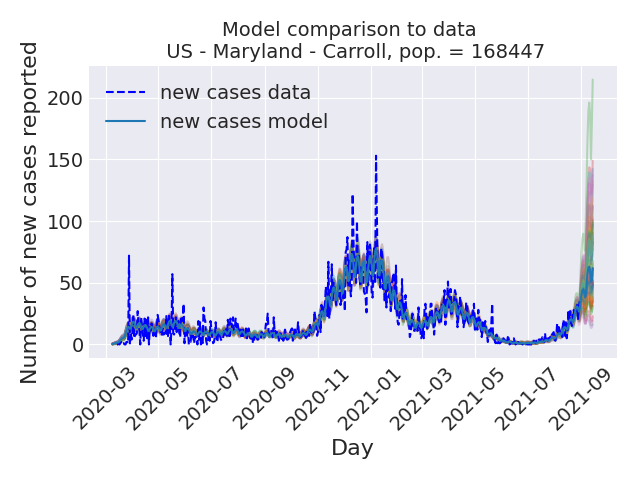 Model comparison to data
US - Maryland - Carroll, pop. = 168447
Number of new cases reported
200
150
100
50
0
new cases data
new cases model
2020-03
2020-05
2020-07
2020-09
2020-11
2021-01
2021-03
2021-05
2021-07
2021-09
Day